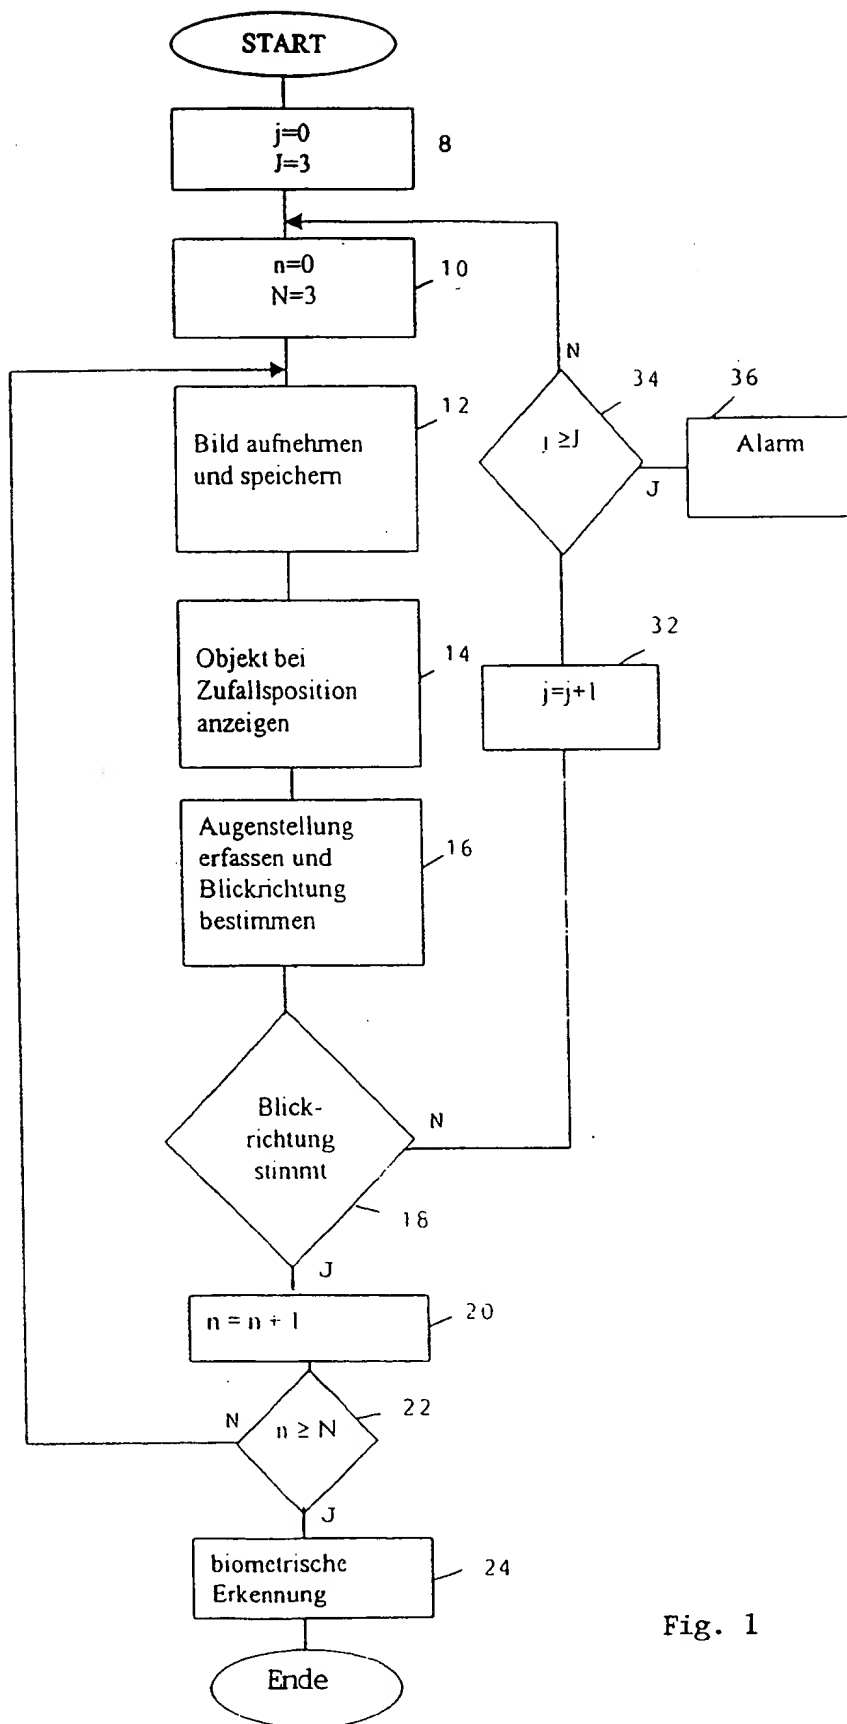 START
j=0
J=3
8
n=0
N=3
10
N
34
36
12
Bild aufnehmen
und speichern
j ≥J
Alarm
J
32
Objekt bei
Zufallsposition
anzeigen
14
j=j+1
Augenstellung
erfassen und
Blickrichtung
bestimmen
16
Blick-
richtung
stimmt
N
18
J
n = n + 1
20
N
n ≥ N
22
J
biometrische
Erkennung
24
Ende
Fig. 1